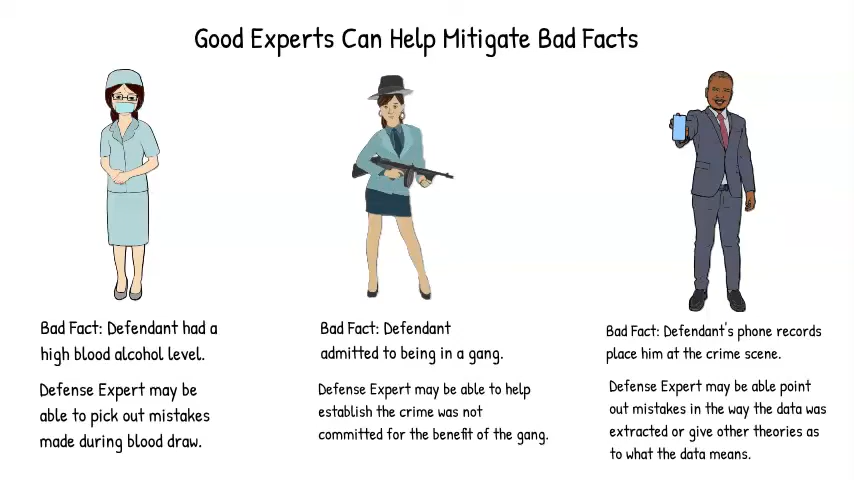 Good Experts Can Help Mitigate Bad Facts
Bad Fact: Defendant had a
high blood alcohol level.
Defense Expert may be
able to pick out mistakes
made during blood draw.
Bad Fact: Defendant
admitted to being in a gang.
Defense Expert may be able to help
establish the crime was not
committed for the benefit of the gang.
Bad Fact: Defendant's phone records
place him at the crime scene.
Defense Expert may be able point
out mistakes in the way the data was
extracted or give other theories as
to what the data means.